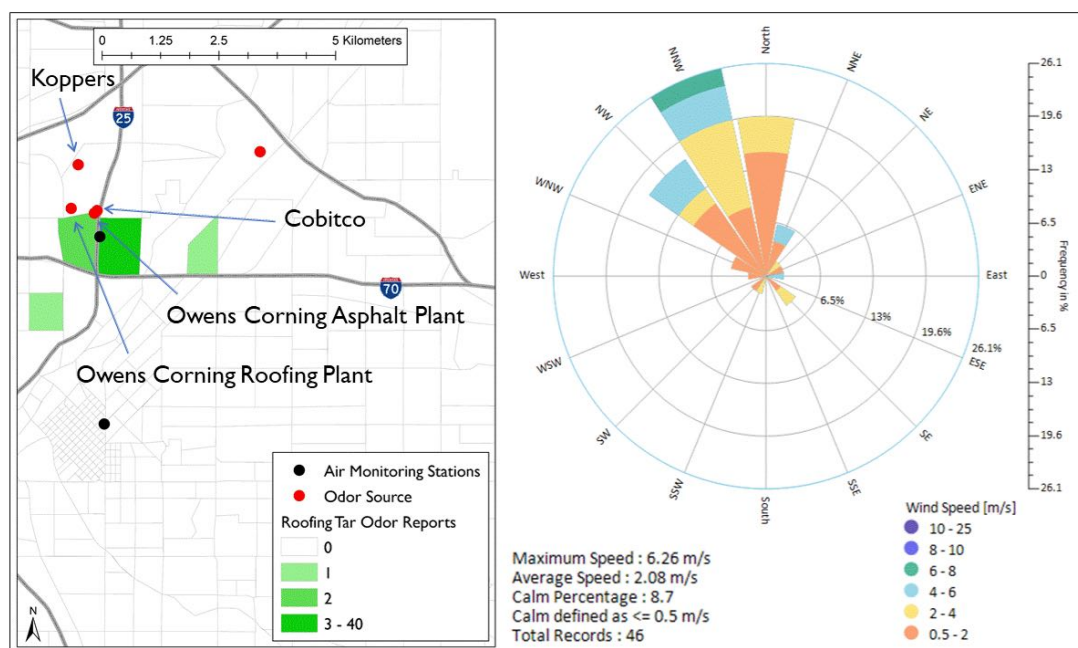 0 1.25 2.5 5 Kilometers
Koppers
25
Cobitco
70
Owens Corning Asphalt Plant
Owens Corning Roofing Plant
Air Monitoring Stations
Odor Source
Roofing Tar Odor Reports
0
1
2
3 - 40
N
North
NNE
NE
ENE
East
ESE
SE
SSE
South
SSW
SW
WSW
West
WNW
NW
NNW
6.5%
13%
19.6%
26.1%
26.1
19.6
13
6.5
0
6.5
13
19.6
26.1
Frequency in %
Maximum Speed : 6.26 m/s
Average Speed : 2.08 m/s
Calm Percentage : 8.7
Calm defined as <= 0.5 m/s
Total Records : 46
Wind Speed [m/s]
10 - 25
8 - 10
6 - 8
4 - 6
2 - 4
0.5 - 2